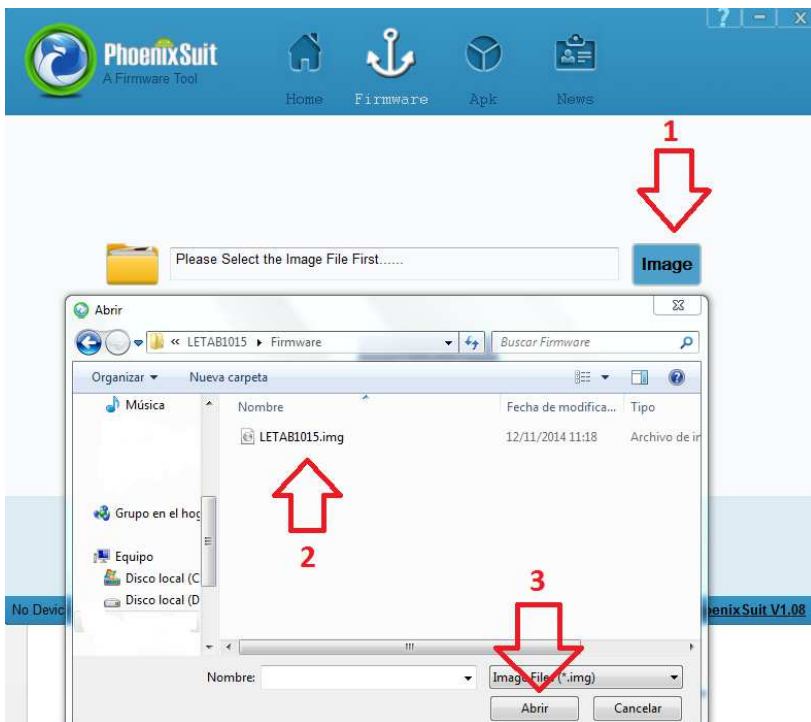 ? – x
PhoenixSuit
A Firmware Tool
Home Firmware Apk News
1
Please Select the Image File First......
Image
Abrir
« LETAB1015 ▸ Firmware
Buscar Firmware
Organizar Nueva carpeta
Música
Nombre Fecha de modifica... Tipo
LETAB1015.img 12/11/2014 11:18 Archivo de ir
Grupo en el hog
2
Equipo
Disco local (C
Disco local (D
3
No Devic
oenixSuit V1.08
Nombre:
Image File (*.img)
Abrir Cancelar